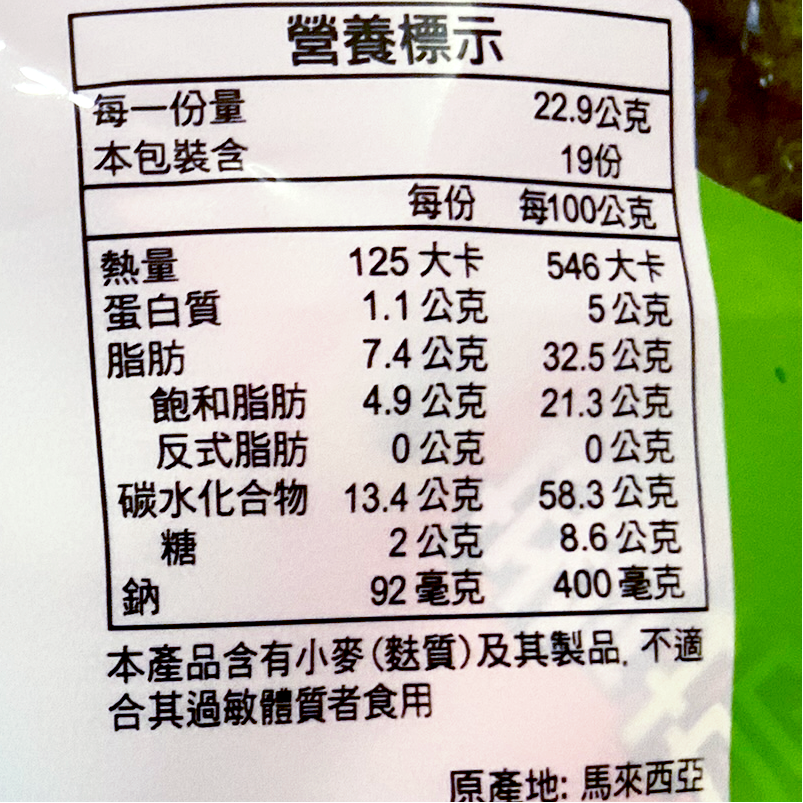 營養標示
每一份量 22.9公克
本包裝含 19份
每份 每100公克
熱量 125 大卡 546 大卡
蛋白質 1.1 公克 5 公克
脂肪 7.4 公克 32.5 公克
飽和脂肪 4.9 公克 21.3 公克
反式脂肪 0 公克 0 公克
碳水化合物 13.4 公克 58.3 公克
糖 2 公克 8.6 公克
鈉 92 毫克 400 毫克
本產品含有小麥(麩質)及其製品, 不適
合其過敏體質者食用
原產地: 馬來西亞